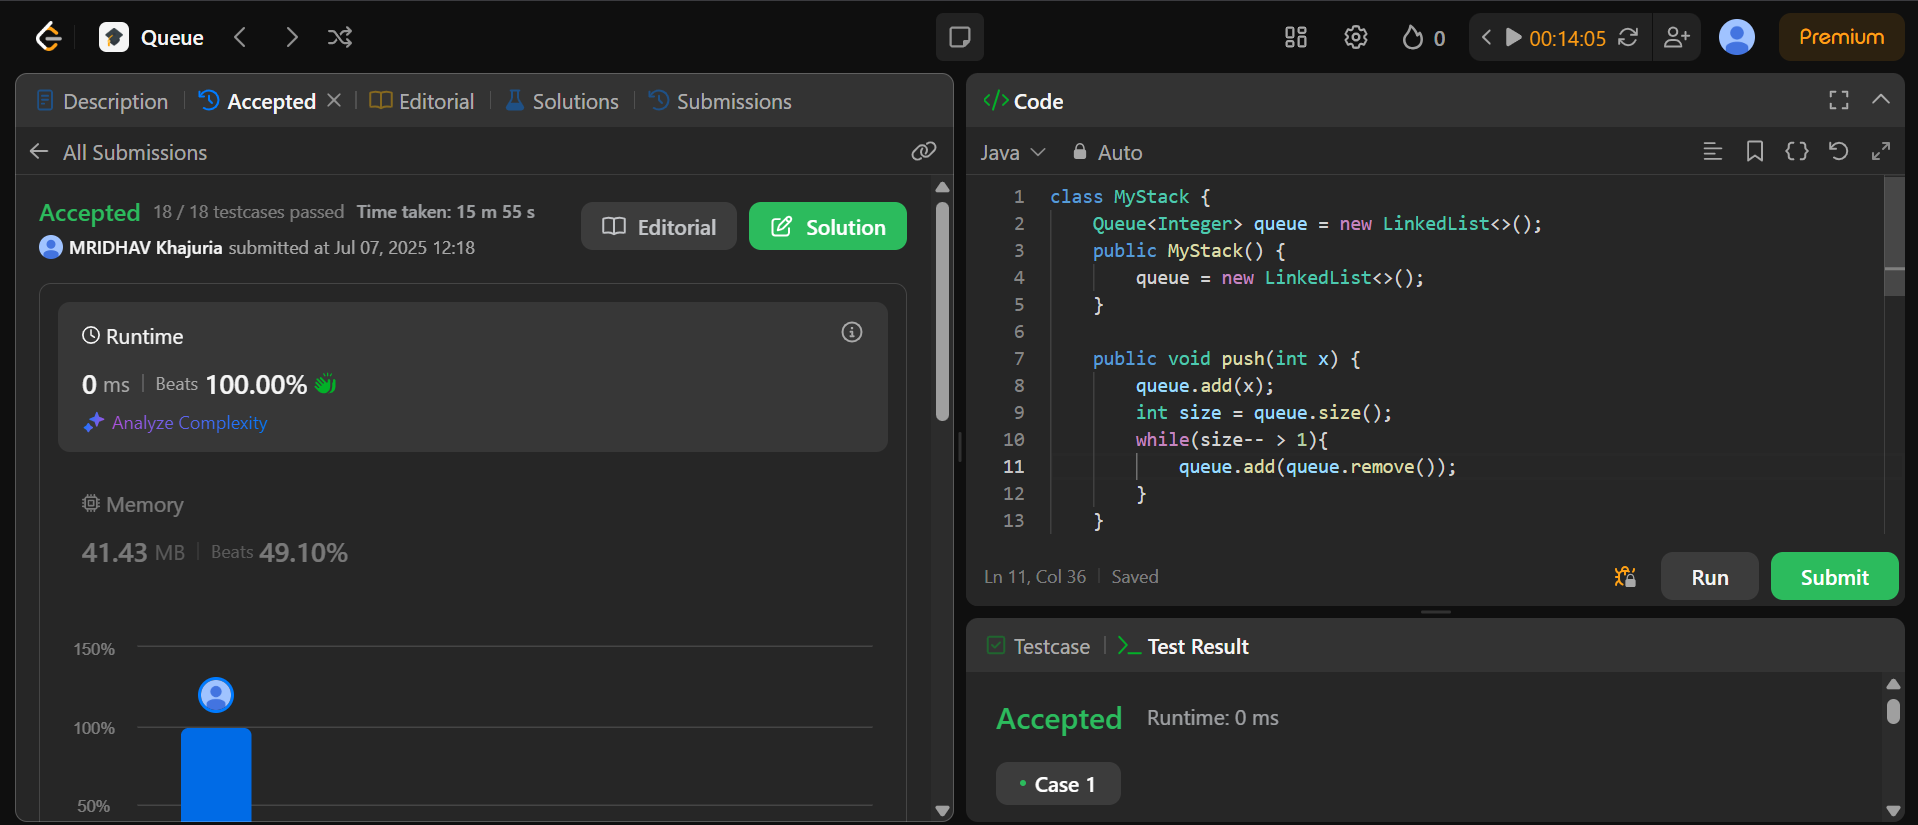 Queue
0
00:14:05
Premium
Description
Accepted
Editorial
Solutions
Submissions
All Submissions
Accepted 18 / 18 testcases passed Time taken: 15 m 55 s
MRIDHAV Khajuria submitted at Jul 07, 2025 12:18
Editorial
Solution
Runtime
0 ms Beats 100.00%
Analyze Complexity
Memory
41.43 MB Beats 49.10%
150%
100%
50%
</> Code
Java
Auto
1 class MyStack {
2     Queue<Integer> queue = new LinkedList<>();
3     public MyStack() {
4         queue = new LinkedList<>();
5     }
6
7     public void push(int x) {
8         queue.add(x);
9         int size = queue.size();
10         while(size-- > 1){
11             queue.add(queue.remove());
12         }
13     }
Ln 11, Col 36 Saved
Run
Submit
Testcase
Test Result
Accepted Runtime: 0 ms
Case 1